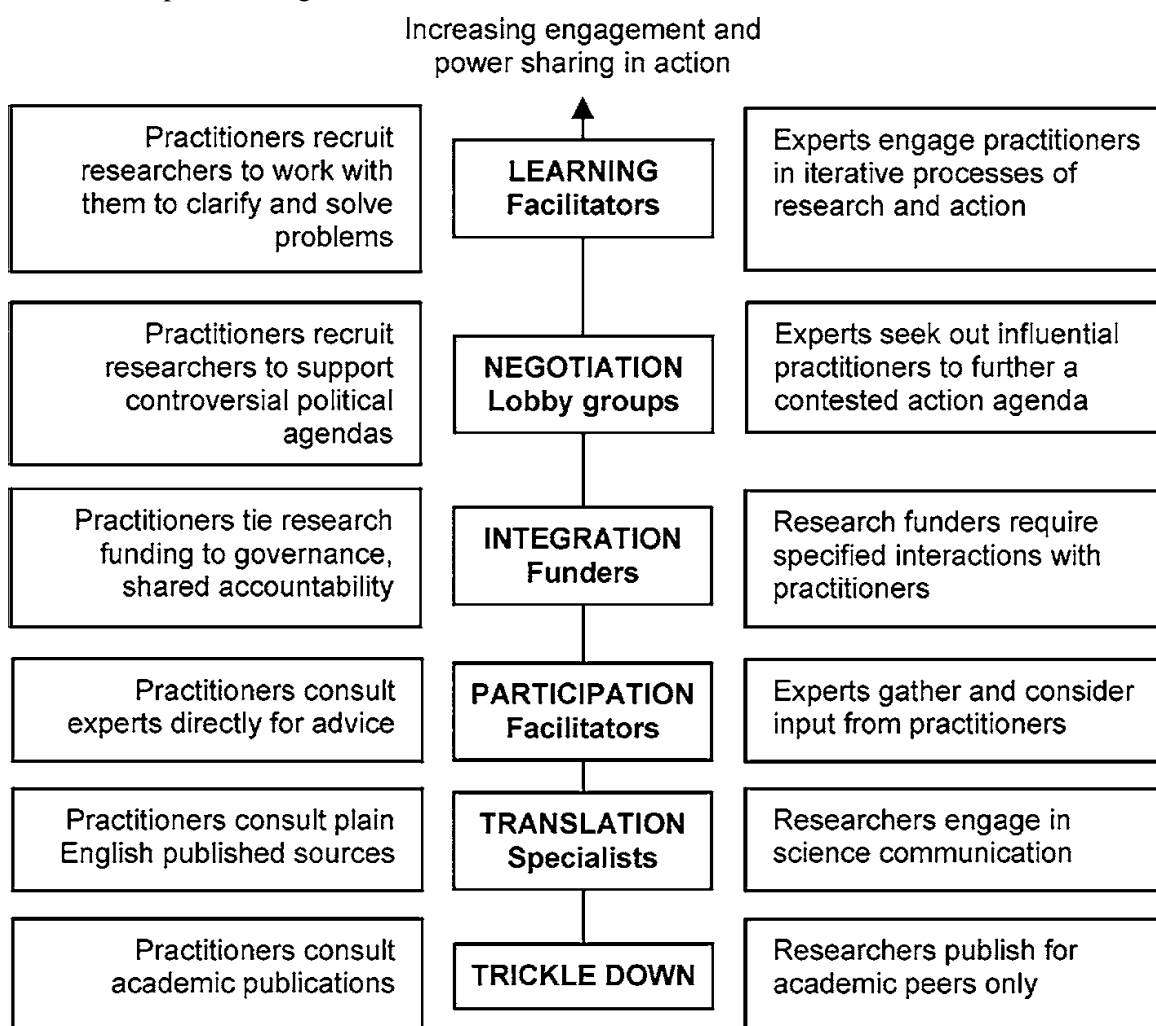 Increasing engagement and
power sharing in action
Practitioners recruit
researchers to work with
them to clarify and solve
problems
LEARNING
Facilitators
Experts engage practitioners
in iterative processes of
research and action
Practitioners recruit
researchers to support
controversial political
agendas
NEGOTIATION
Lobby groups
Experts seek out influential
practitioners to further a
contested action agenda
Practitioners tie research
funding to governance,
shared accountability
INTEGRATION
Funders
Research funders require
specified interactions with
practitioners
Practitioners consult
experts directly for advice
PARTICIPATION
Facilitators
Experts gather and consider
input from practitioners
Practitioners consult plain
English published sources
TRANSLATION
Specialists
Researchers engage in
science communication
Practitioners consult
academic publications
TRICKLE DOWN
Researchers publish for
academic peers only